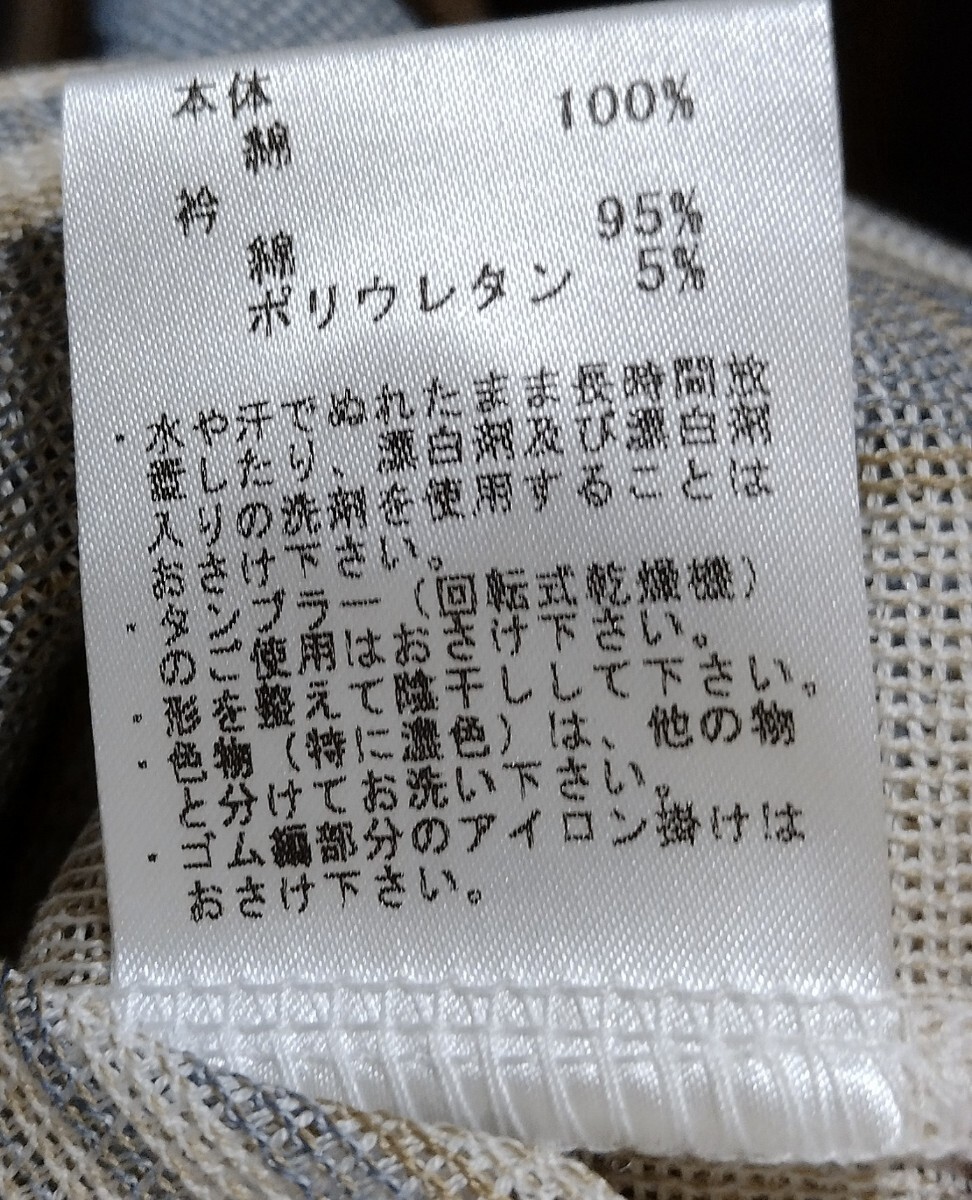 本体
綿 100%
衿
綿 95%
ポリウレタン 5%
・水や汗でぬれたまま長時間放
置したり、漂白剤及び漂白剤
入りの洗剤を使用することは
おさけ下さい。
・タンブラー(回転式乾燥機)
のご使用はおさけ下さい。
・形を整えて陰干しして下さい。
・色物(特に濃色)は、他の物
と分けてお洗い下さい。
・ゴム編部分のアイロン掛けは
おさけ下さい。